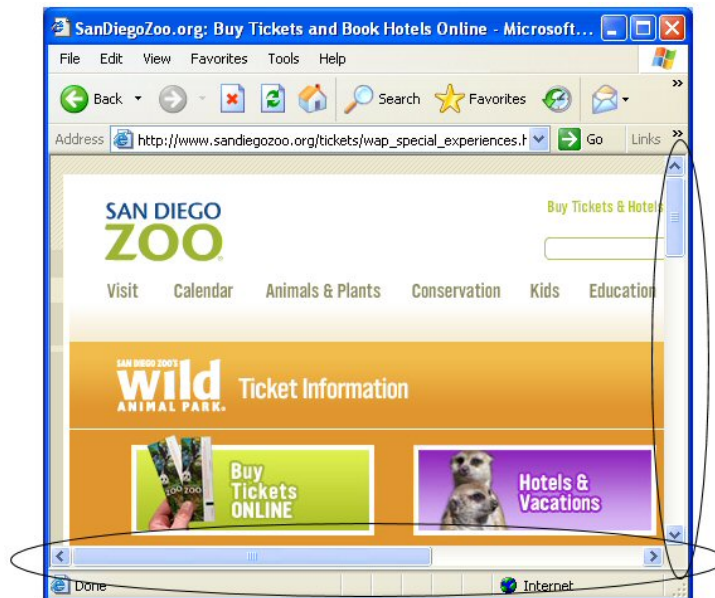 SanDiegoZoo.org: Buy Tickets and Book Hotels Online - Microsoft...
File Edit View Favorites Tools Help
Back Search Favorites »
Address http://www.sandiegozoo.org/tickets/wap_special_experiences.h Go Links »
SAN DIEGO
ZOO
Buy Tickets & Hotels
Visit Calendar Animals & Plants Conservation Kids Education
SAN DIEGO ZOO'S
Wild
ANIMAL PARK.
Ticket Information
ZOO ZOO
Buy
Tickets
ONLINE
Hotels &
Vacations
Done Internet